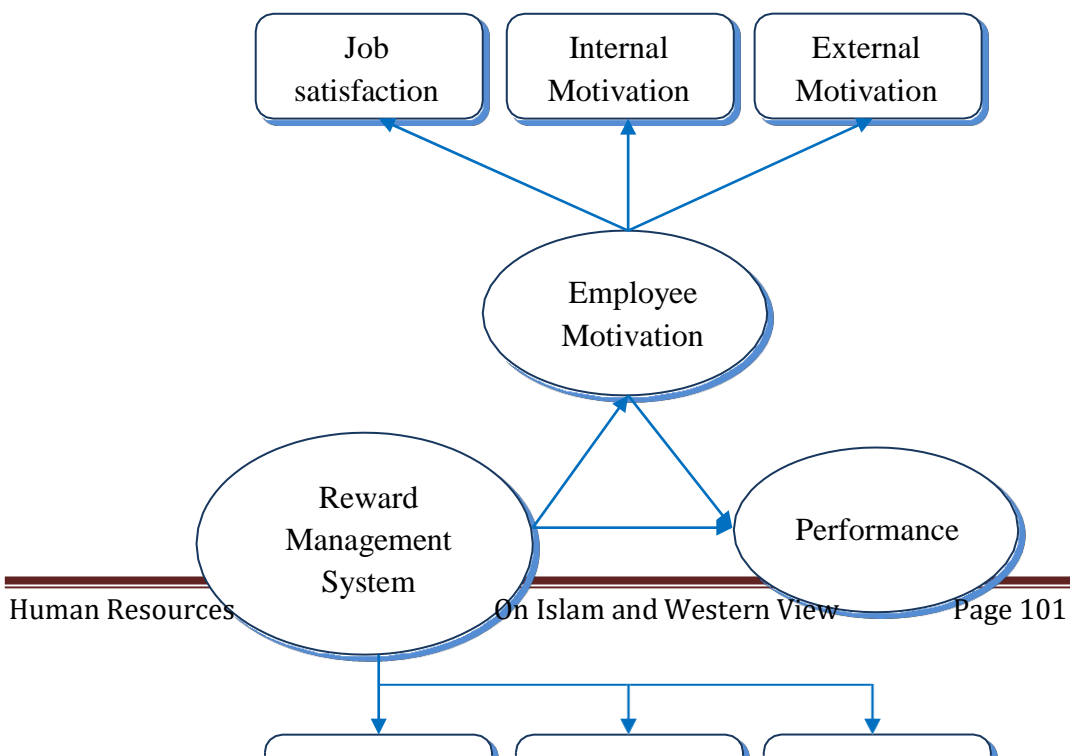 Job
satisfaction
Internal
Motivation
External
Motivation
Employee
Motivation
Reward
Management
System
Performance
Human Resources On Islam and Western View Page 101